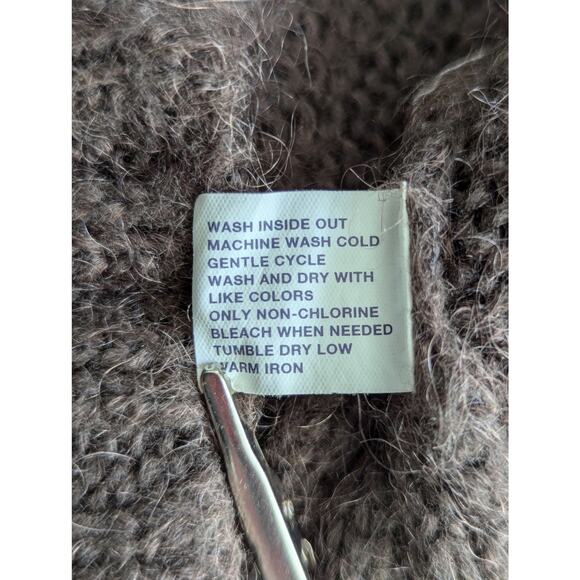 WASH INSIDE OUT
MACHINE WASH COLD
GENTLE CYCLE
WASH AND DRY WITH
LIKE COLORS
ONLY NON-CHLORINE
BLEACH WHEN NEEDED
TUMBLE DRY LOW
WARM IRON